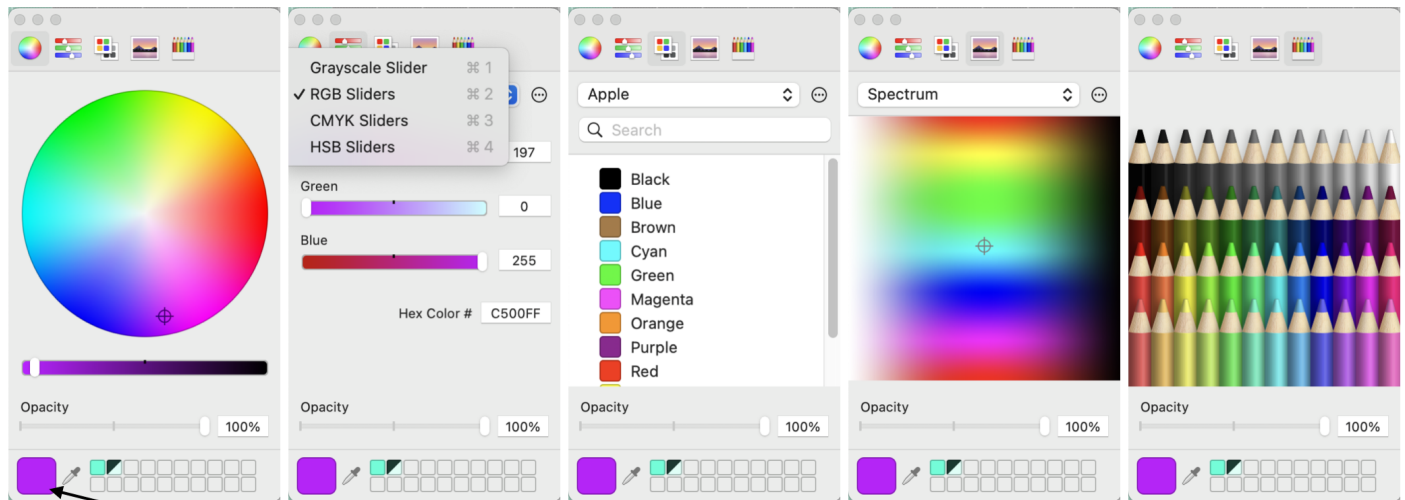 Grayscale Slider ⌘ 1
✓ RGB Sliders ⌘ 2
CMYK Sliders ⌘ 3
HSB Sliders ⌘ 4
197
Green
0
Blue
255
Hex Color # C500FF
Apple
Search
Black
Blue
Brown
Cyan
Green
Magenta
Orange
Purple
Red
Spectrum
Opacity
100%
Opacity
100%
Opacity
100%
Opacity
100%
Opacity
100%